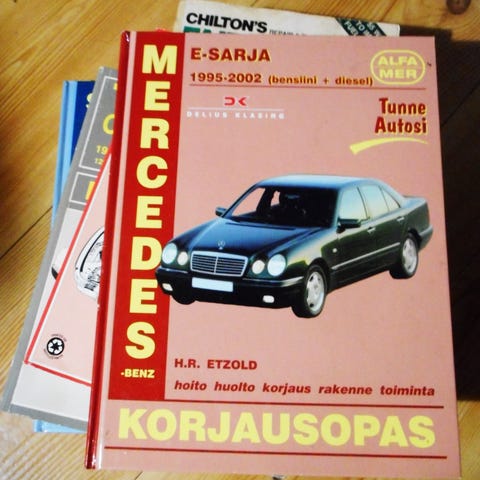 CHILTON'S
E-SARJA
1995-2002 (bensiini + diesel)
ALFA
MER
DK
DELIUS KLASING
Tunne
Autosi
MERCEDES
-BENZ
H.R. ETZOLD
hoito huolto korjaus rakenne toiminta
KORJAUSOPAS